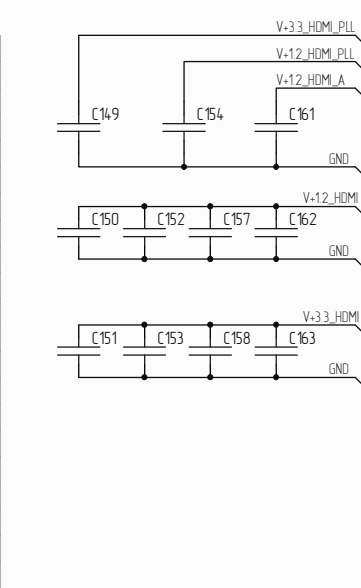 V+3.3_HDMI_PLL
V+1.2_HDMI_PLL
V+1.2_HDMI_A
C149 C154 C161
GND
V+1.2_HDMI
C150 C152 C157 C162
GND
V+3.3_HDMI
C151 C153 C158 C163
GND